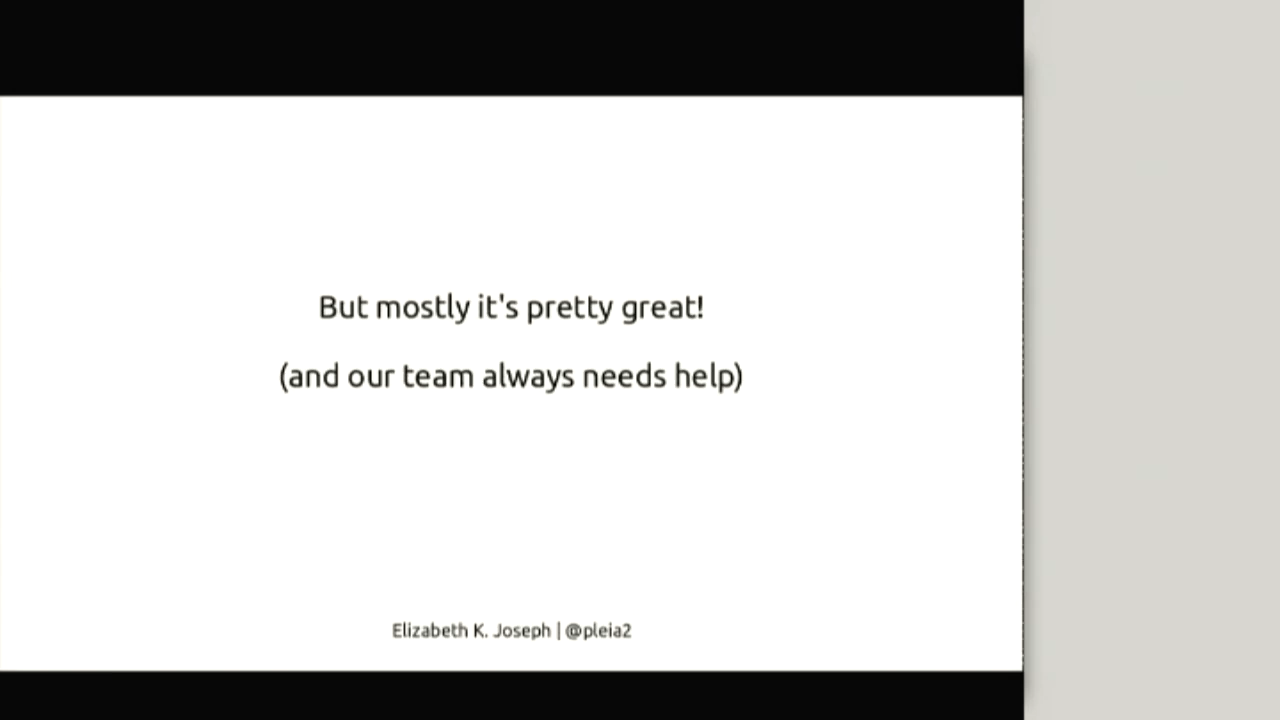 But mostly it's pretty great!
(and our team always needs help)
Elizabeth K. Joseph | @pleia2